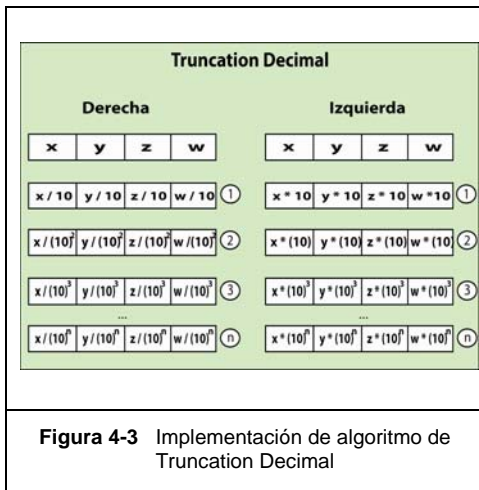 Truncation Decimal
Derecha Izquierda
x y z w x y z w
x / 10 y / 10 z / 10 w / 10 1 x * 10 y * 10 z * 10 w *10 1
x / (10)² y / (10)² z / (10)² w /(10)² 2 x * (10) y * (10) z * (10) w * (10) 2
x / (10)³ y / (10)³ z / (10)³ w / (10)³ 3 x * (10)³ y * (10)³ z * (10)³ w * (10)³ 3
... ...
x / (10)ⁿ y / (10)ⁿ z / (10)ⁿ w / (10)ⁿ n x * (10)ⁿ y * (10)ⁿ z * (10)ⁿ w * (10)ⁿ n
Figura 4-3 Implementación de algoritmo de
Truncation Decimal